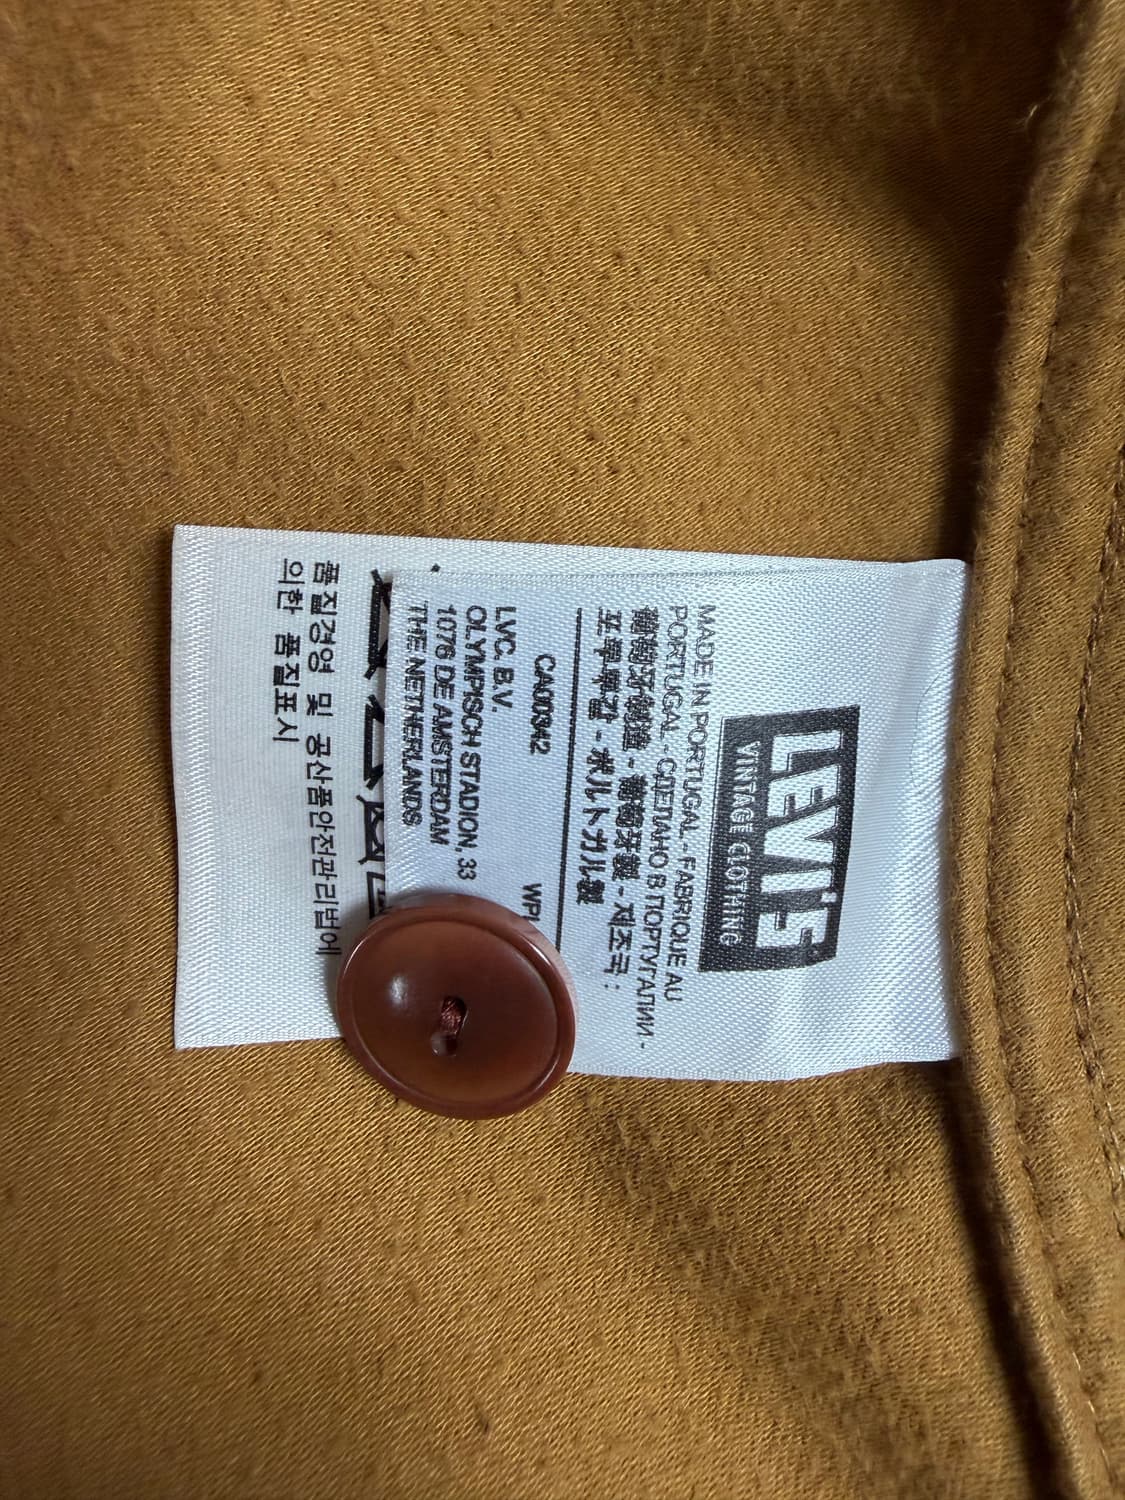 LEVI'S
VINTAGE CLOTHING
MADE IN PORTUGAL - FABRIQUE AU
PORTUGAL - СДЕЛАНО В ПОРТУГАЛИИ -
葡萄牙制造 - 葡萄牙製 - 제조국 :
포루투갈 - ポルトガル製
CA00342 WPL
LVC. B.V.
OLYMPISCH STADION, 33
1076 DE AMSTERDAM
THE NETHERLANDS
품질경영 및 공산품안전관리법에
의한 품질표시